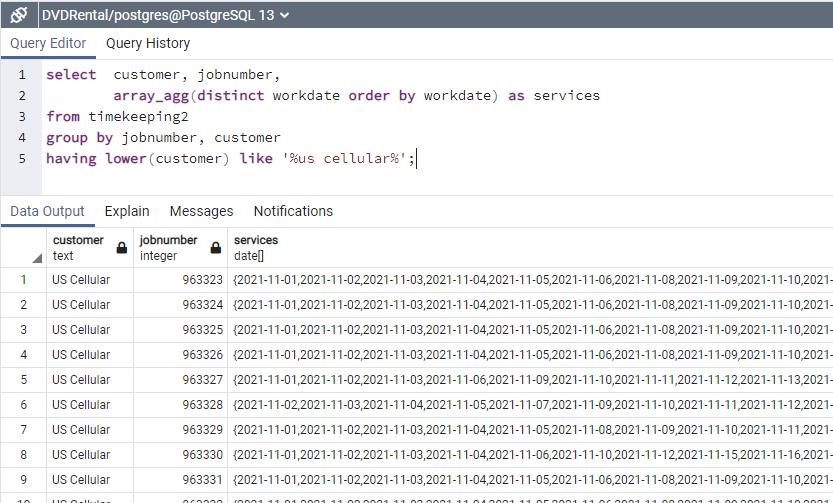 DVDRental/postgres@PostgreSQL 13
Query Editor Query History
1 select  customer, jobnumber,
2         array_agg(distinct workdate order by workdate) as services
3 from timekeeping2
4 group by jobnumber, customer
5 having lower(customer) like '%us cellular%';
Data Output Explain Messages Notifications
customer jobnumber services
text integer date[]
1 US Cellular 963323 {2021-11-01,2021-11-02,2021-11-03,2021-11-04,2021-11-05,2021-11-06,2021-11-08,2021-11-09,2021-11-10,2021-
2 US Cellular 963324 {2021-11-01,2021-11-02,2021-11-03,2021-11-04,2021-11-05,2021-11-06,2021-11-08,2021-11-09,2021-11-10,2021-
3 US Cellular 963325 {2021-11-01,2021-11-02,2021-11-03,2021-11-04,2021-11-05,2021-11-06,2021-11-08,2021-11-09,2021-11-10,2021-
4 US Cellular 963326 {2021-11-01,2021-11-02,2021-11-03,2021-11-04,2021-11-05,2021-11-06,2021-11-08,2021-11-09,2021-11-10,2021-
5 US Cellular 963327 {2021-11-01,2021-11-02,2021-11-03,2021-11-06,2021-11-09,2021-11-10,2021-11-11,2021-11-12,2021-11-13,2021-
6 US Cellular 963328 {2021-11-02,2021-11-03,2021-11-04,2021-11-05,2021-11-07,2021-11-09,2021-11-10,2021-11-11,2021-11-12,2021-
7 US Cellular 963329 {2021-11-01,2021-11-02,2021-11-03,2021-11-04,2021-11-05,2021-11-08,2021-11-09,2021-11-10,2021-11-11,2021-
8 US Cellular 963330 {2021-11-01,2021-11-02,2021-11-03,2021-11-04,2021-11-06,2021-11-10,2021-11-12,2021-11-15,2021-11-16,2021-
9 US Cellular 963331 {2021-11-01,2021-11-02,2021-11-03,2021-11-04,2021-11-05,2021-11-06,2021-11-08,2021-11-09,2021-11-10,2021-
10 US Cellular